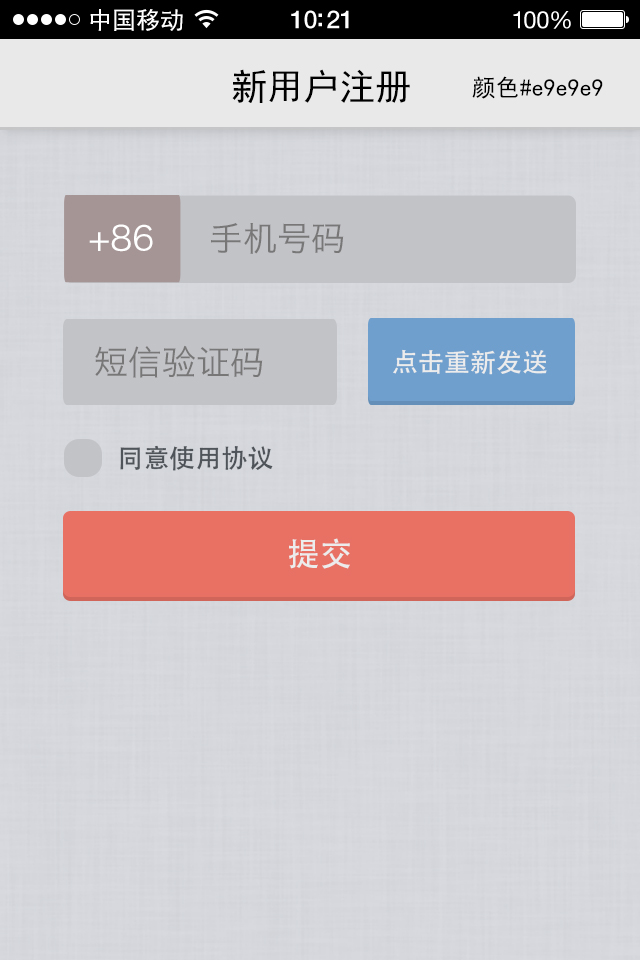 中国移动 10:21 100%
新用户注册 颜色#e9e9e9
+86 手机号码
短信验证码 点击重新发送
同意使用协议
提交